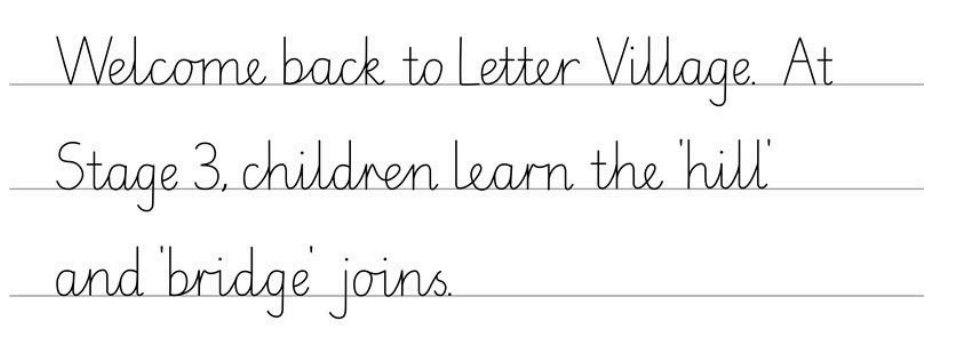 Welcome back to Letter Village. At
Stage 3, children learn the 'hill'
and 'bridge' joins.